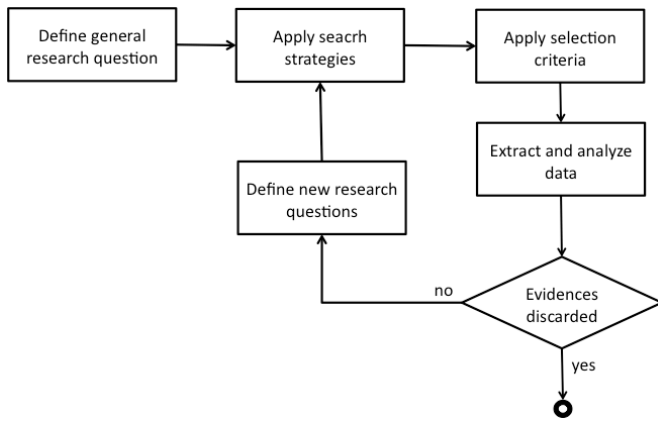 Define general
research question
Apply seacrh
strategies
Apply selection
criteria
Extract and analyze
data
Define new research
questions
no
Evidences
discarded
yes